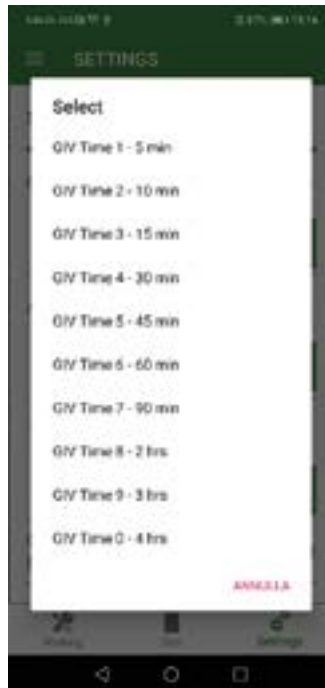 SETTINGS
Select
GIV Time 1 - 5 min
GIV Time 2 - 10 min
GIV Time 3 - 15 min
GIV Time 4 - 30 min
GIV Time 5 - 45 min
GIV Time 6 - 60 min
GIV Time 7 - 90 min
GIV Time 8 - 2 hrs
GIV Time 9 - 3 hrs
GIV Time 0 - 4 hrs
ANNULLA
Settings